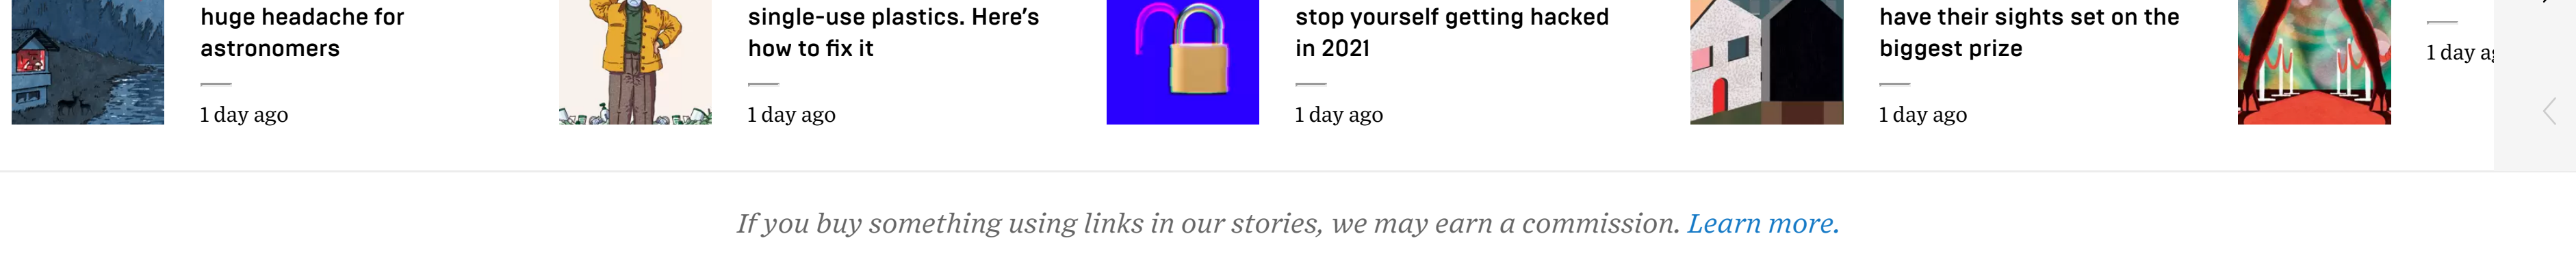 huge headache for
astronomers
1 day ago
single-use plastics. Here's
how to fix it
1 day ago
stop yourself getting hacked
in 2021
1 day ago
have their sights set on the
biggest prize
1 day ago
1 day
If you buy something using links in our stories, we may earn a commission. Learn more.